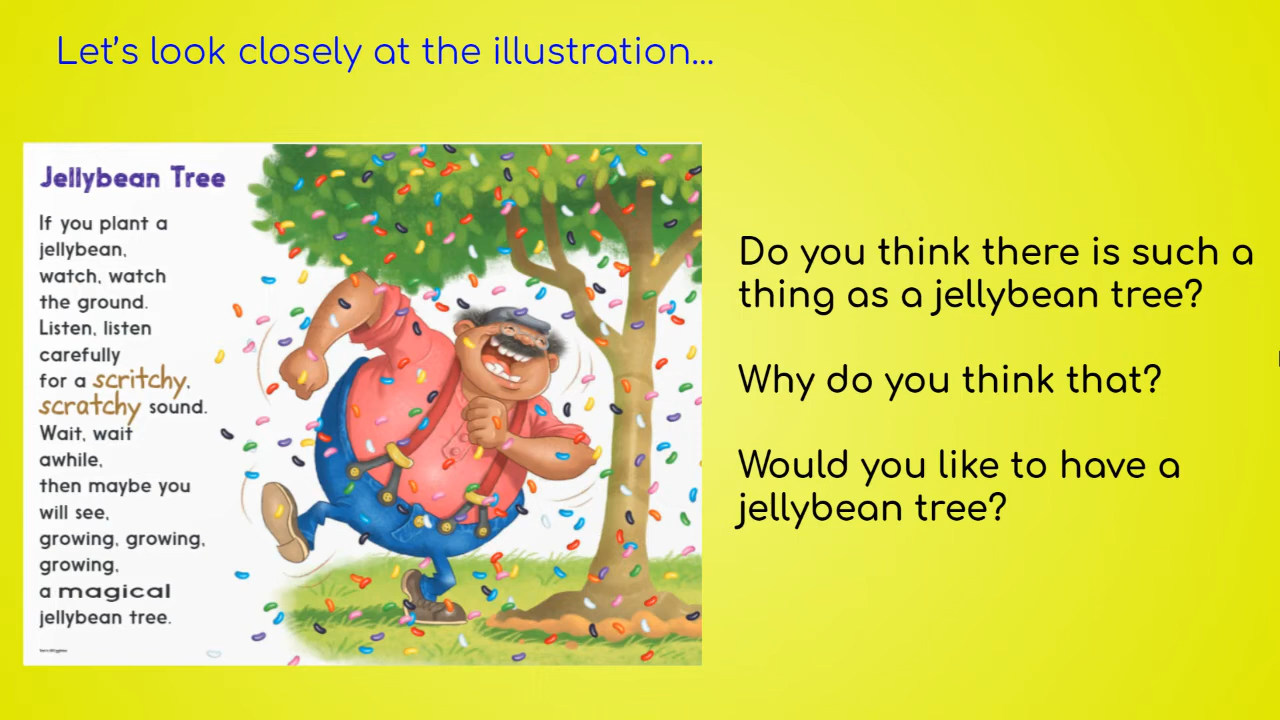 Let's look closely at the illustration...
Jellybean Tree
If you plant a
jellybean,
watch, watch
the ground.
Listen, listen
carefully
for a scritchy,
scratchy sound.
Wait, wait
awhile,
then maybe you
will see,
growing, growing,
growing,
a magical
jellybean tree.
Do you think there is such a
thing as a jellybean tree?
Why do you think that?
Would you like to have a
jellybean tree?